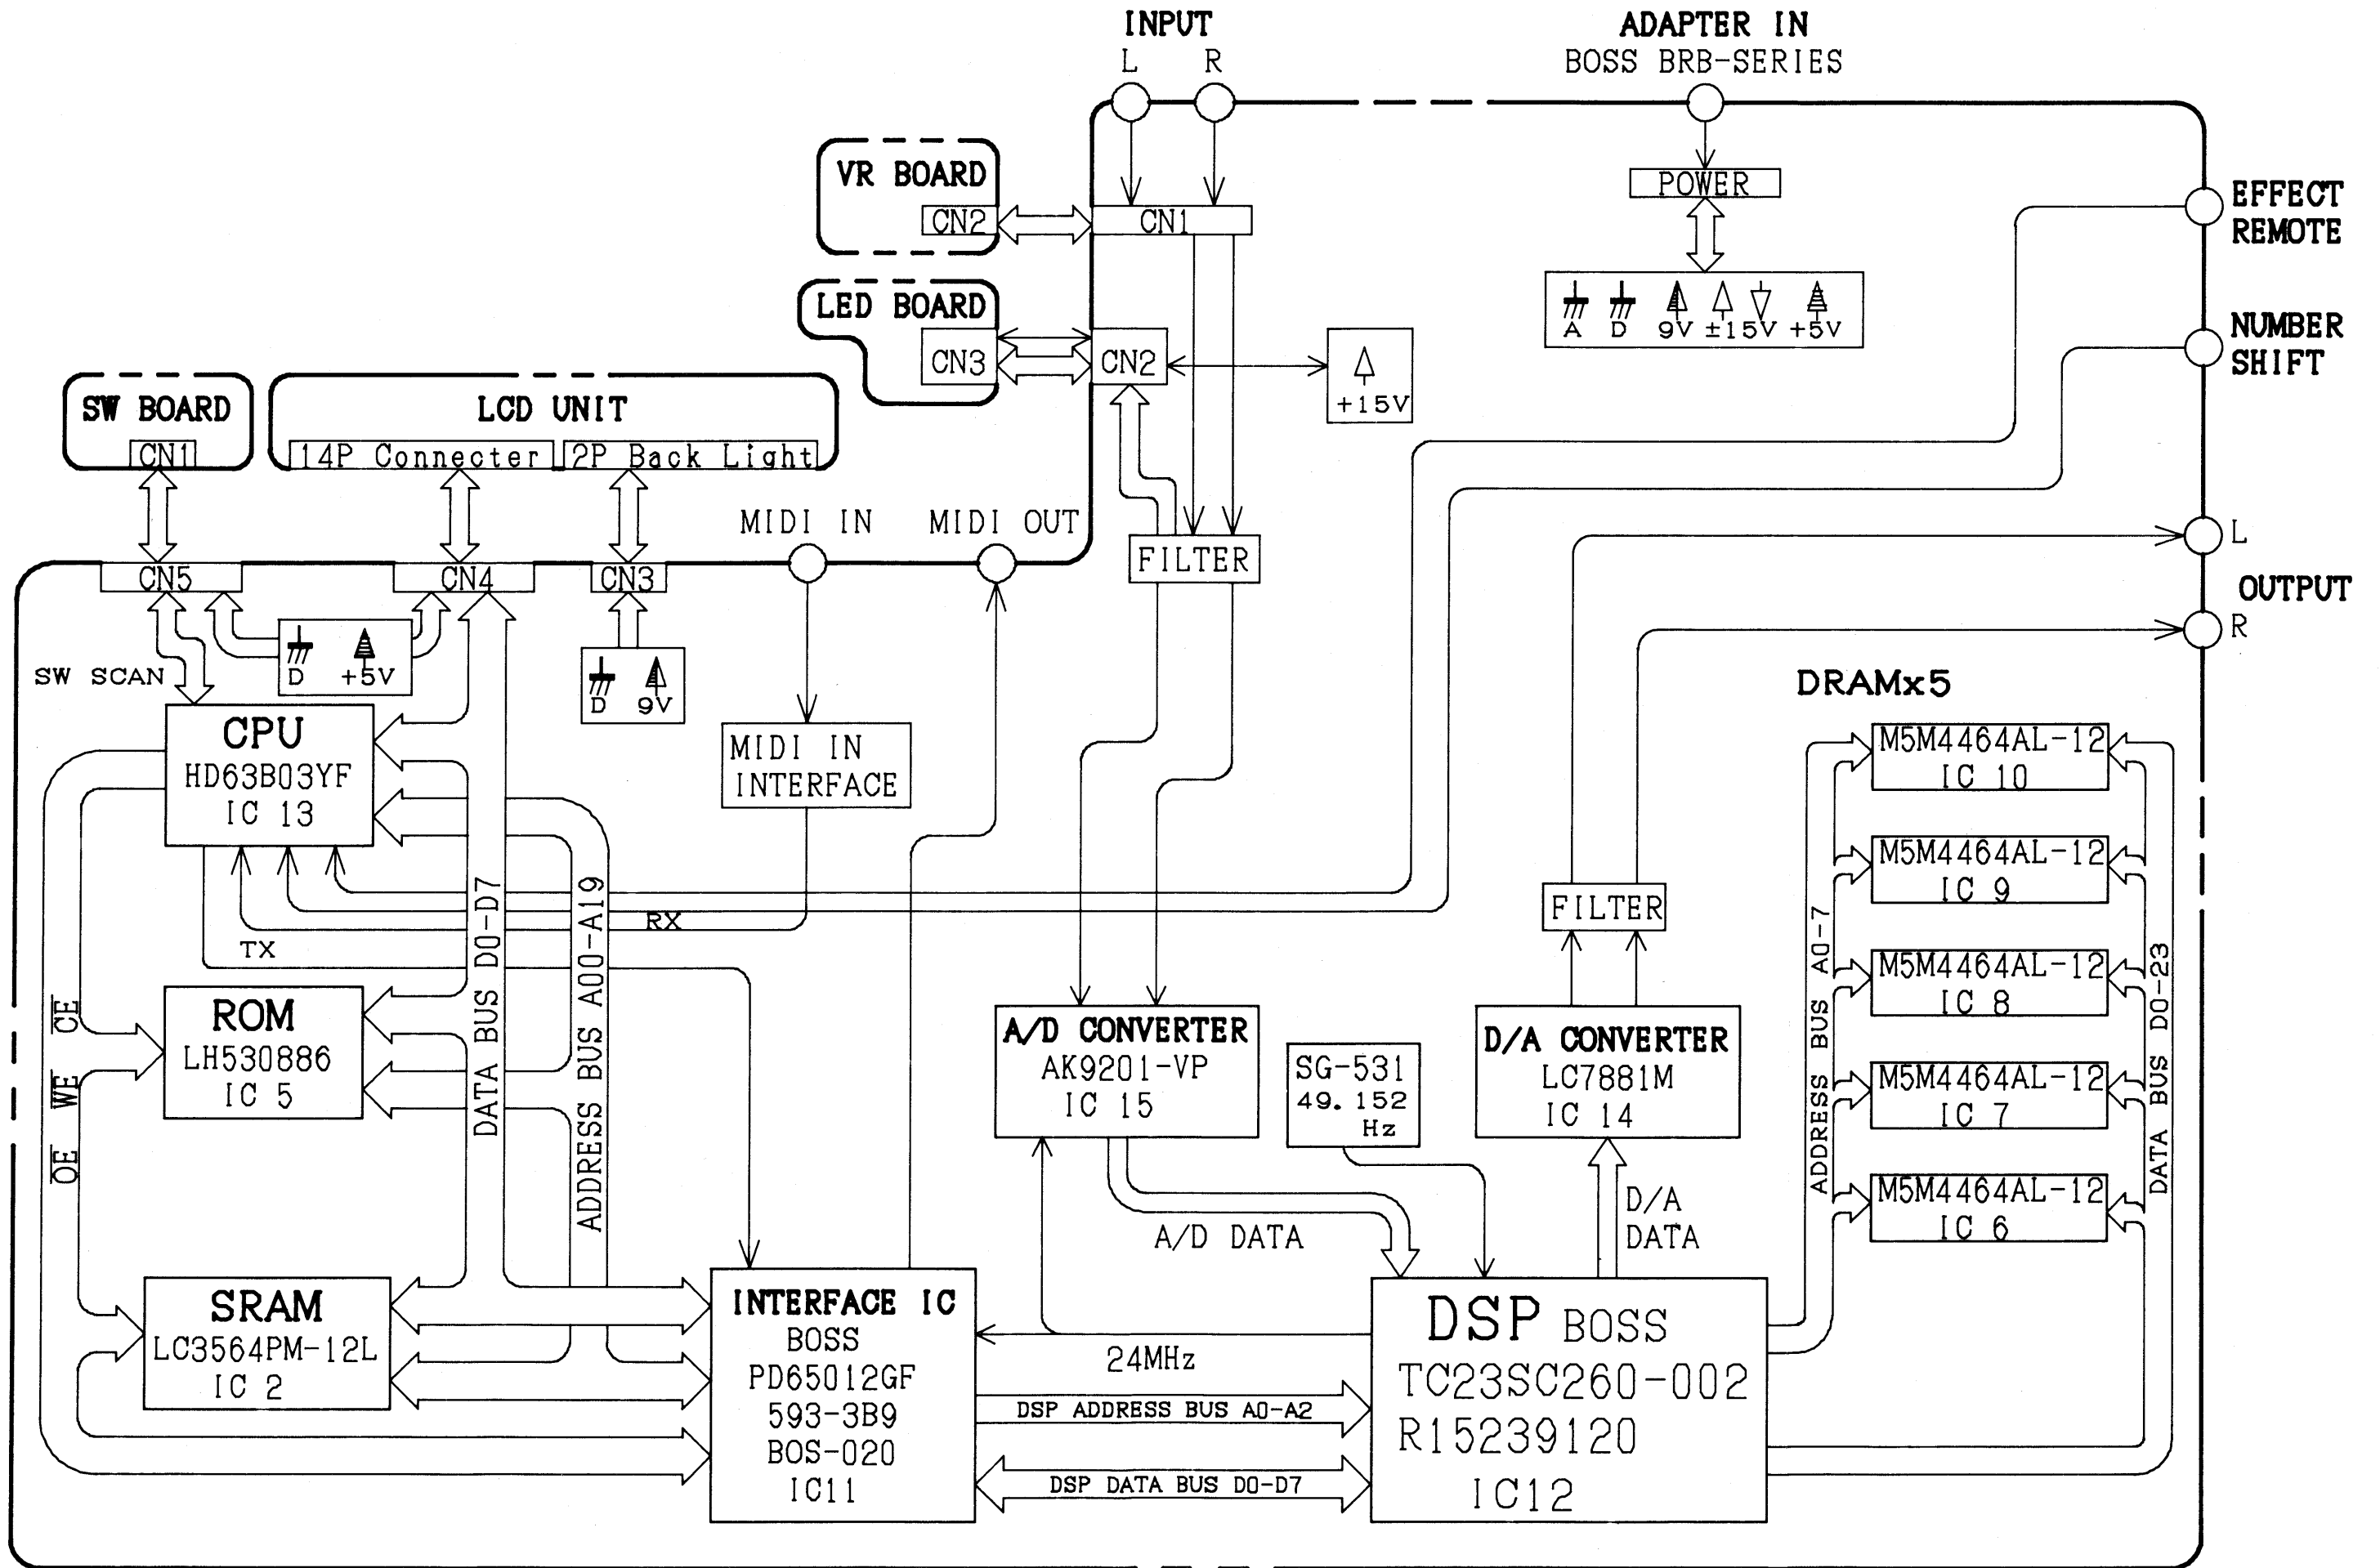 INPUT
L R
ADAPTER IN
BOSS BRB-SERIES
VR BOARD
CN2
CN1
POWER
EFFECT
REMOTE
LED BOARD
CN3
CN2
+15V
A D 9V ±15V +5V
NUMBER
SHIFT
SW BOARD
CN1
LCD UNIT
14P Connecter
2P Back Light
MIDI IN
MIDI OUT
FILTER
L
OUTPUT
R
CN5
CN4
CN3
SW SCAN
D +5V
D 9V
CPU
HD63B03YF
IC 13
MIDI IN
INTERFACE
DRAMx5
M5M4464AL-12
IC 10
M5M4464AL-12
IC 9
M5M4464AL-12
IC 8
M5M4464AL-12
IC 7
M5M4464AL-12
IC 6
ADDRESS BUS A0-7
DATA BUS D0-23
FILTER
RX
TX
DATA BUS D0-D7
ADDRESS BUS A00-A19
OE WE CE
ROM
LH530886
IC 5
A/D CONVERTER
AK9201-VP
IC 15
SG-531
49.152
Hz
D/A CONVERTER
LC7881M
IC 14
A/D DATA
D/A
DATA
SRAM
LC3564PM-12L
IC 2
INTERFACE IC
BOSS
PD65012GF
593-3B9
BOS-020
IC11
24MHz
DSP ADDRESS BUS A0-A2
DSP DATA BUS D0-D7
DSP BOSS
TC23SC260-002
R15239120
IC12